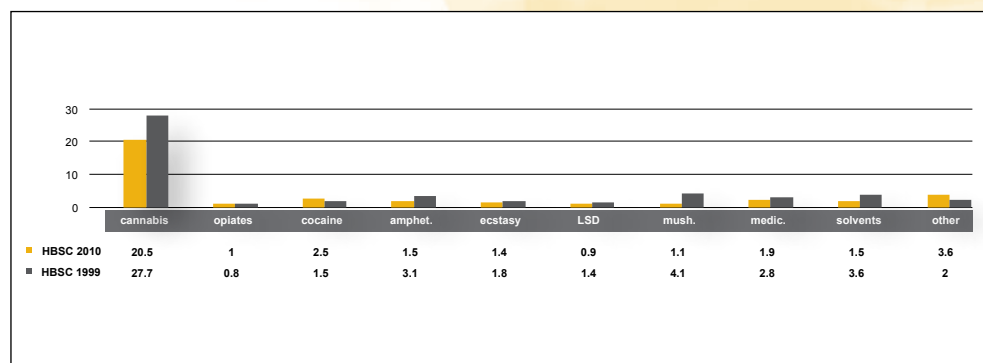 30
20
10
0
cannabis opiates cocaine amphet. ecstasy LSD mush. medic. solvents other
HBSC 2010 20.5 1 2.5 1.5 1.4 0.9 1.1 1.9 1.5 3.6
HBSC 1999 27.7 0.8 1.5 3.1 1.8 1.4 4.1 2.8 3.6 2